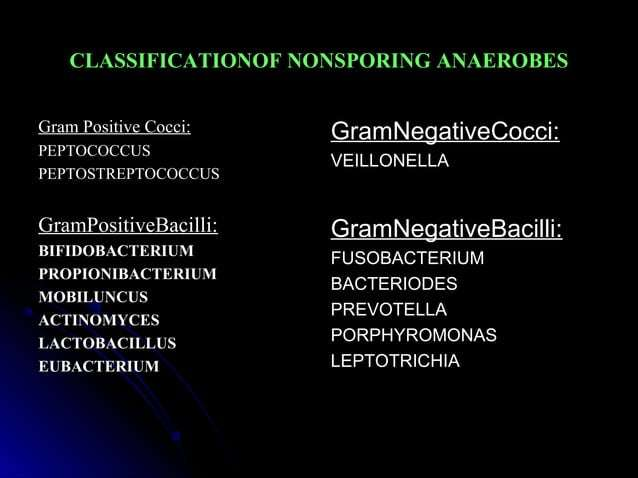 CLASSIFICATIONOF NONSPORING ANAEROBES
Gram Positive Cocci:
PEPTOCOCCUS
PEPTOSTREPTOCOCCUS
GramPositiveBacilli:
BIFIDOBACTERIUM
PROPIONIBACTERIUM
MOBILUNCUS
ACTINOMYCES
LACTOBACILLUS
EUBACTERIUM
GramNegativeCocci:
VEILLONELLA
GramNegativeBacilli:
FUSOBACTERIUM
BACTERIODES
PREVOTELLA
PORPHYROMONAS
LEPTOTRICHIA